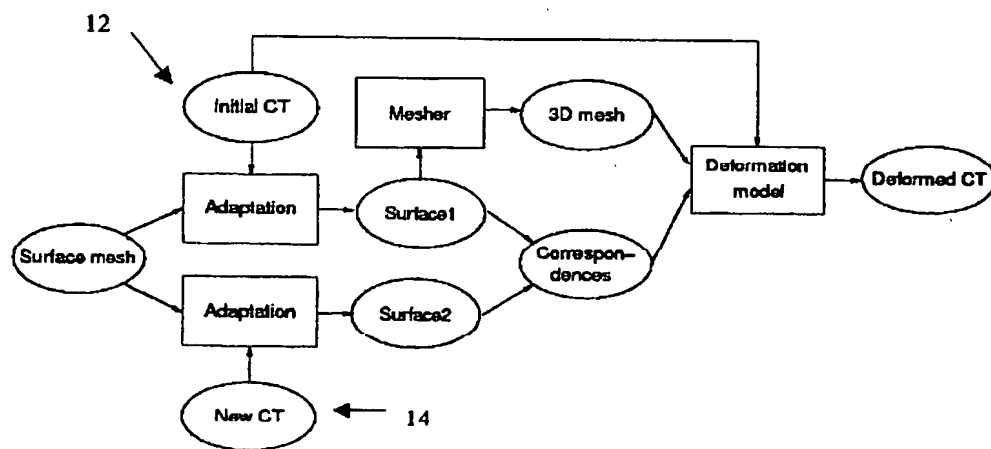 12
Initial CT
Mesher
3D mesh
Deformation
model
Deformed CT
Adaptation
Surface1
Surface mesh
Correspon-
dences
Adaptation
Surface2
New CT
14